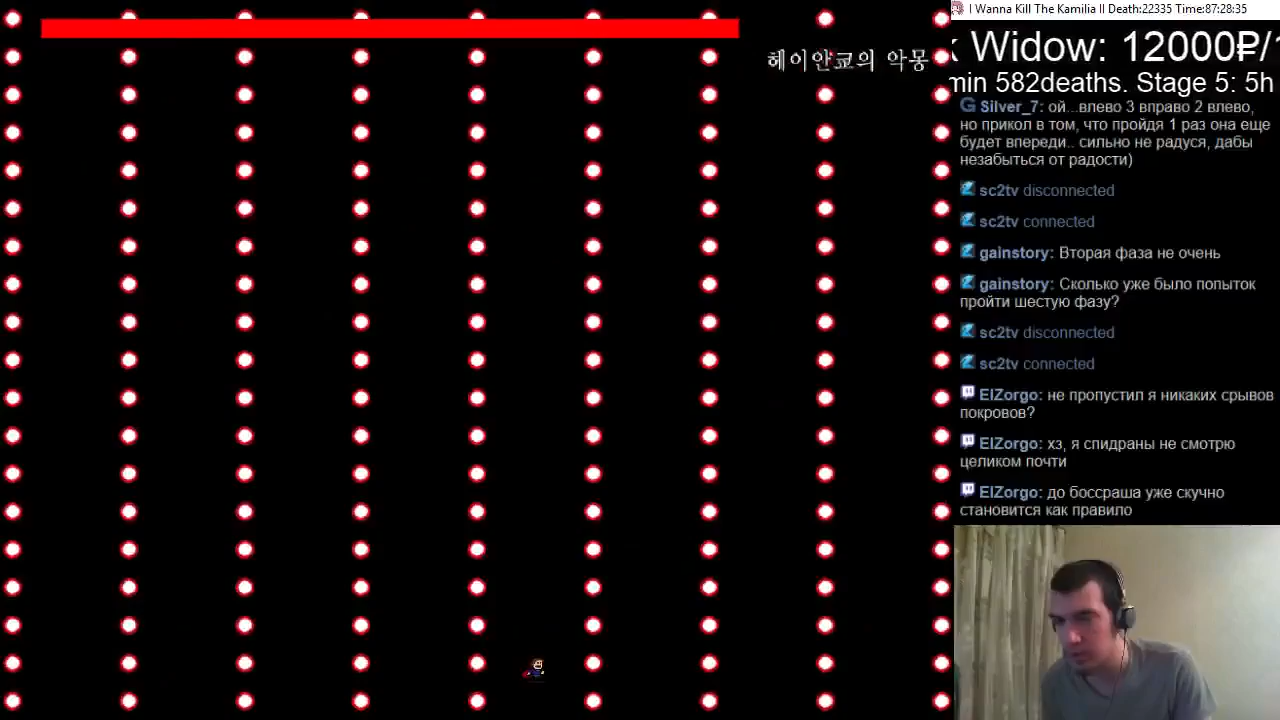 I Wanna Kill The Kamilia II Death:22335 Time:87:28:35
헤이안쿄의 악몽
Widow: 12000₽/
min 582deaths. Stage 5: 5h
Silver_7: ой...влево 3 вправо 2 влево,
но прикол в том, что пройдя 1 раз она еще
будет впереди.. сильно не радуся, дабы
незабыться от радости)
sc2tv disconnected
sc2tv connected
gainstory: Вторая фаза не очень
gainstory: Сколько уже было попыток
пройти шестую фазу?
sc2tv disconnected
sc2tv connected
ElZorgo: не пропустил я никаких срывов
покровов?
ElZorgo: хз, я спидраны не смотрю
целиком почти
ElZorgo: до боссраша уже скучно
становится как правило